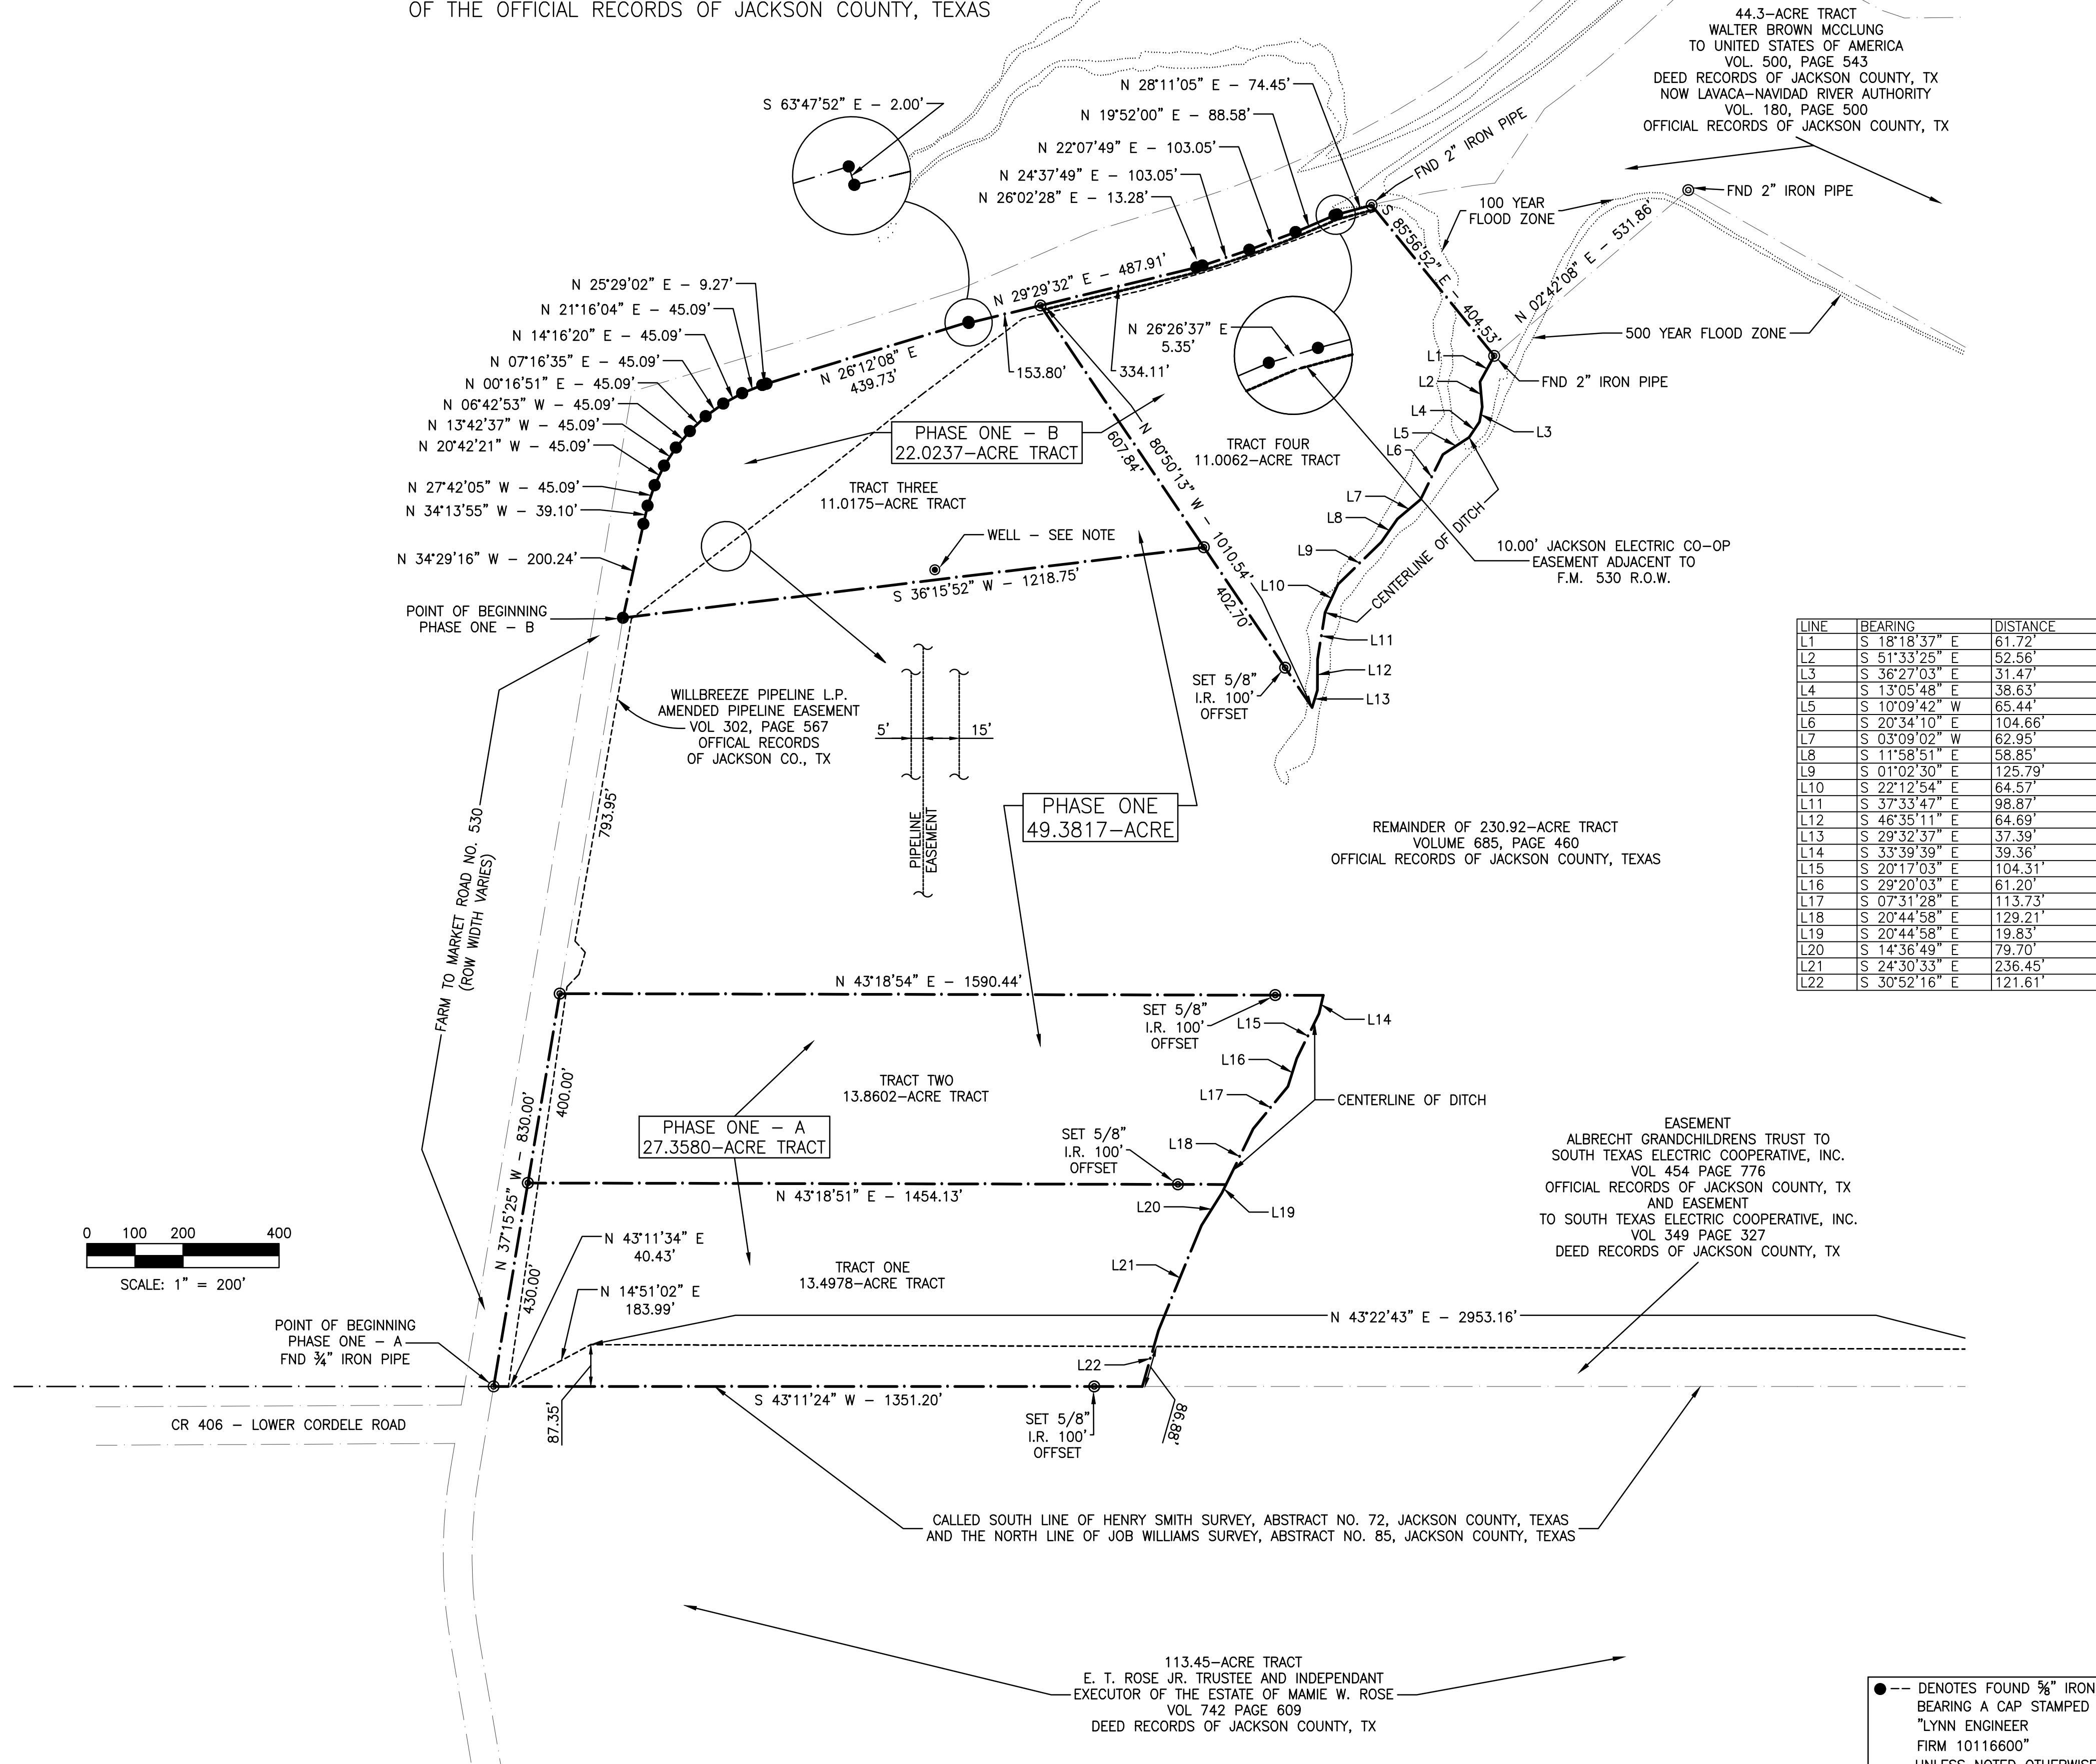 OF THE OFFICIAL RECORDS OF JACKSON COUNTY, TEXAS
44.3-ACRE TRACT
WALTER BROWN MCCLUNG
TO UNITED STATES OF AMERICA
VOL. 500, PAGE 543
DEED RECORDS OF JACKSON COUNTY, TX
NOW LAVACA-NAVIDAD RIVER AUTHORITY
VOL. 180, PAGE 500
OFFICIAL RECORDS OF JACKSON COUNTY, TX
S 63°47'52" E - 2.00'
N 28°11'05" E - 74.45'
N 19°52'00" E - 88.58'
N 22°07'49" E - 103.05'
N 24°37'49" E - 103.05'
N 26°02'28" E - 13.28'
FND 2" IRON PIPE
FND 2" IRON PIPE
100 YEAR
FLOOD ZONE
S 85°56'52" E - 404.53'
N 02°42'08" E - 531.86'
500 YEAR FLOOD ZONE
N 29°29'32" E - 487.91'
N 25°29'02" E - 9.27'
N 21°16'04" E - 45.09'
N 14°16'20" E - 45.09'
N 07°16'35" E - 45.09'
N 00°16'51" E - 45.09'
N 06°42'53" W - 45.09'
N 13°42'37" W - 45.09'
N 20°42'21" W - 45.09'
N 27°42'05" W - 45.09'
N 34°13'55" W - 39.10'
N 34°29'16" W - 200.24'
N 26°12'08" E
439.73'
153.80'
334.11'
N 26°26'37" E
5.35'
L1
FND 2" IRON PIPE
L2
L4
L3
L5
L6
PHASE ONE - B
22.0237-ACRE TRACT
607.84'
N 80°50'13" W - 1010.54'
TRACT FOUR
11.0062-ACRE TRACT
TRACT THREE
11.0175-ACRE TRACT
L7
L8
WELL - SEE NOTE
L9
CENTERLINE OF DITCH
10.00' JACKSON ELECTRIC CO-OP
EASEMENT ADJACENT TO
F.M. 530 R.O.W.
S 36°15'52" W - 1218.75'
402.70'
L10
POINT OF BEGINNING
PHASE ONE - B
L11
L12
L13
SET 5/8"
I.R. 100'
OFFSET
WILLBREEZE PIPELINE L.P.
AMENDED PIPELINE EASEMENT
VOL 302, PAGE 567
OFFICAL RECORDS
OF JACKSON CO., TX
5'
15'
PIPELINE
EASEMENT
LINE BEARING DISTANCE
L1 S 18°18'37" E 61.72'
L2 S 51°33'25" E 52.56'
L3 S 36°27'03" E 31.47'
L4 S 13°05'48" E 38.63'
L5 S 10°09'42" W 65.44'
L6 S 20°34'10" E 104.66'
L7 S 03°09'02" W 62.95'
L8 S 11°58'51" E 58.85'
L9 S 01°02'30" E 125.79'
L10 S 22°12'54" E 64.57'
L11 S 37°33'47" E 98.87'
L12 S 46°35'11" E 64.69'
L13 S 29°32'37" E 37.39'
L14 S 33°39'39" E 39.36'
L15 S 20°17'03" E 104.31'
L16 S 29°20'03" E 61.20'
L17 S 07°31'28" E 113.73'
L18 S 20°44'58" E 129.21'
L19 S 20°44'58" E 19.83'
L20 S 14°36'49" E 79.70'
L21 S 24°30'33" E 236.45'
L22 S 30°52'16" E 121.61'
793.95'
PHASE ONE
49.3817-ACRE
REMAINDER OF 230.92-ACRE TRACT
VOLUME 685, PAGE 460
OFFICIAL RECORDS OF JACKSON COUNTY, TEXAS
FARM TO MARKET ROAD NO. 530
(ROW WIDTH VARIES)
N 43°18'54" E - 1590.44'
SET 5/8"
I.R. 100'
OFFSET
L14
L15
L16
L17
L18
CENTERLINE OF DITCH
TRACT TWO
13.8602-ACRE TRACT
400.00'
N 37°15'25" W - 830.00'
PHASE ONE - A
27.3580-ACRE TRACT
SET 5/8"
I.R. 100'
OFFSET
N 43°18'51" E - 1454.13'
L20
L19
EASEMENT
ALBRECHT GRANDCHILDRENS TRUST TO
SOUTH TEXAS ELECTRIC COOPERATIVE, INC.
VOL 454 PAGE 776
OFFICIAL RECORDS OF JACKSON COUNTY, TX
AND EASEMENT
TO SOUTH TEXAS ELECTRIC COOPERATIVE, INC.
VOL 349 PAGE 327
DEED RECORDS OF JACKSON COUNTY, TX
0 100 200 400
SCALE: 1" = 200'
N 43°11'34" E
40.43'
430.00'
N 14°51'02" E
183.99'
TRACT ONE
13.4978-ACRE TRACT
L21
N 43°22'43" E - 2953.16'
POINT OF BEGINNING
PHASE ONE - A
FND ¾" IRON PIPE
L22
S 43°11'24" W - 1351.20'
87.35'
86.88'
SET 5/8"
I.R. 100'
OFFSET
CR 406 - LOWER CORDELE ROAD
CALLED SOUTH LINE OF HENRY SMITH SURVEY, ABSTRACT NO. 72, JACKSON COUNTY, TEXAS
AND THE NORTH LINE OF JOB WILLIAMS SURVEY, ABSTRACT NO. 85, JACKSON COUNTY, TEXAS
113.45-ACRE TRACT
E. T. ROSE JR. TRUSTEE AND INDEPENDANT
EXECUTOR OF THE ESTATE OF MAMIE W. ROSE
VOL 742 PAGE 609
DEED RECORDS OF JACKSON COUNTY, TX
-- DENOTES FOUND ⅝" IRON
BEARING A CAP STAMPED
"LYNN ENGINEER
FIRM 10116600"
UNLESS NOTED OTHERWISE